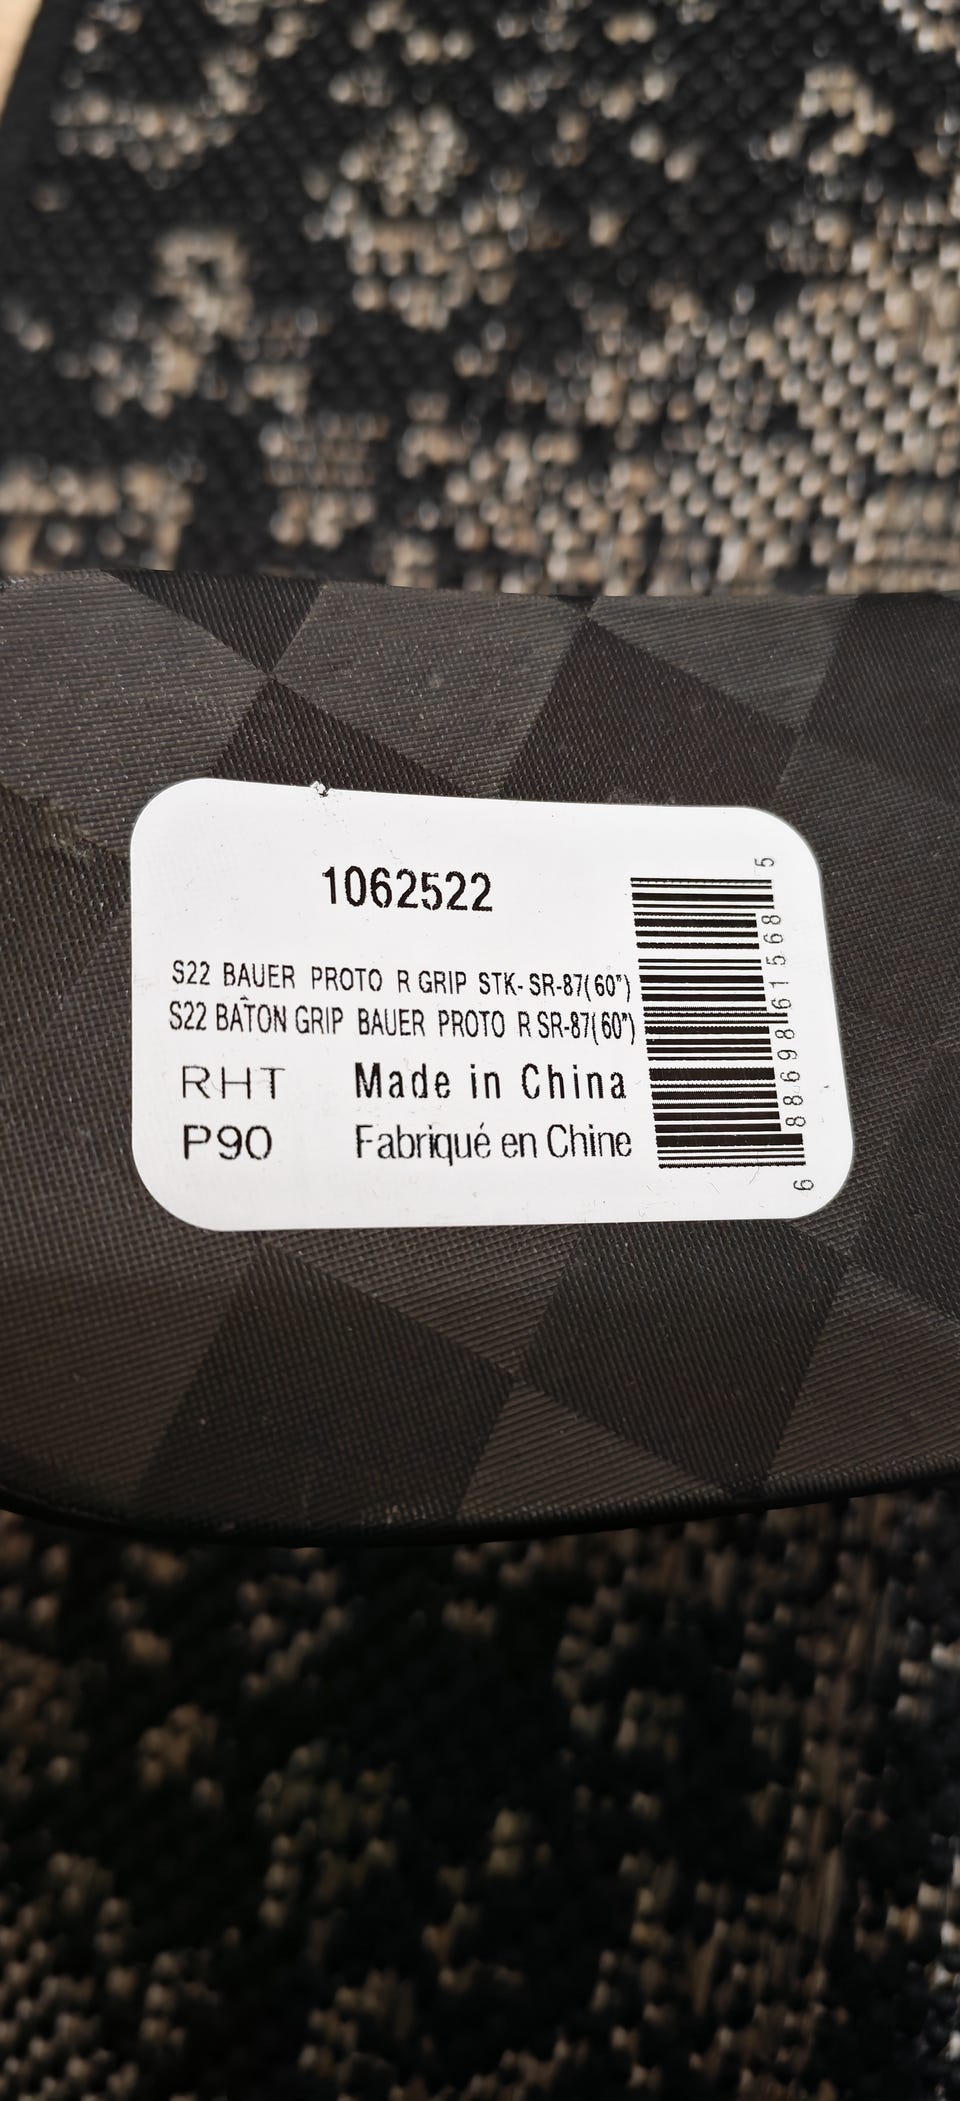 1062522
S22 BAUER PROTO R GRIP STK- SR-87(60")
S22 BÂTON GRIP BAUER PROTO R SR-87(60")
RHT Made in China
P90 Fabriqué en Chine
6 88698 61568 5